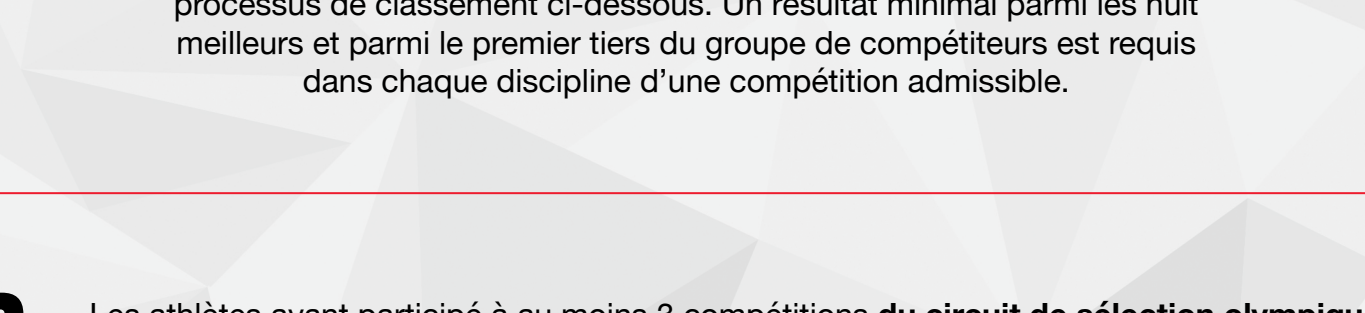 processus de classement ci-dessous. Un résultat minimal parmi les huit
meilleurs et parmi le premier tiers du groupe de compétiteurs est requis
dans chaque discipline d’une compétition admissible.
Les athlètes ayant participé à au moins 3 compétitions du circuit de sélection olympique